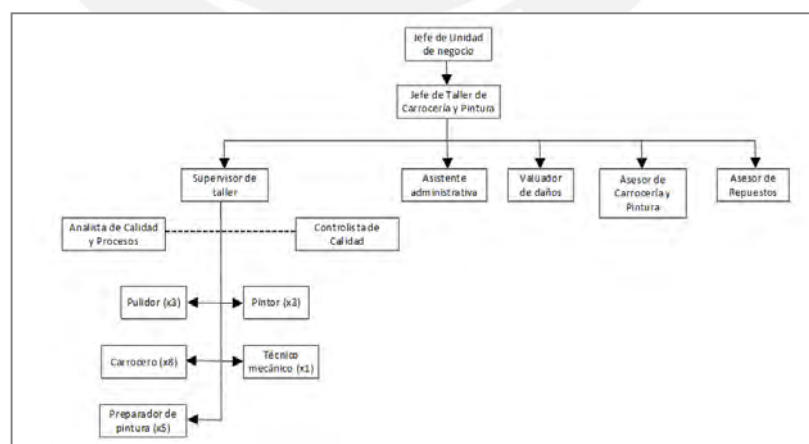 Jefe de Unidad
de negocio
Jefe de Taller de
Carrocería y Pintura
Supervisor de
taller
Asistente
administrativa
Valuador
de daños
Asesor de
Carrocería y
Pintura
Asesor de
Repuestos
Analista de Calidad
y Procesos
Controlista de
Calidad
Pulidor (x3)
Pintor (x3)
Carrocero (x8)
Técnico
mecánico (x1)
Preparador de
pintura (x5)